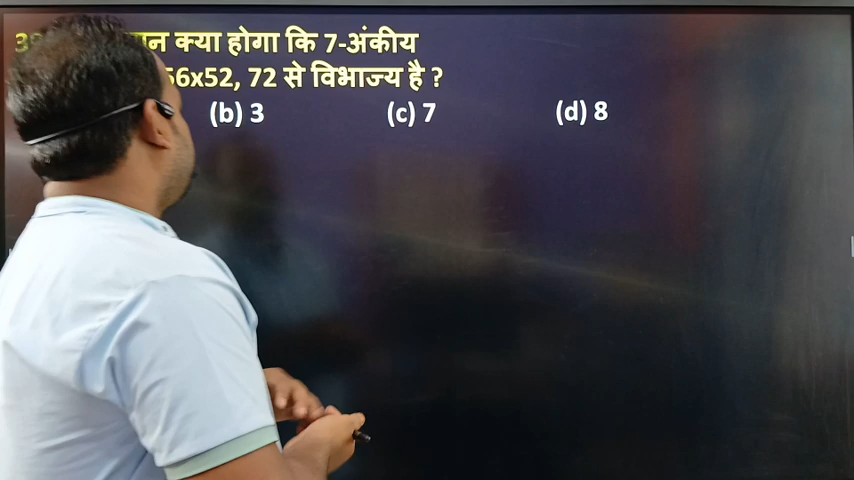 क्या होगा कि 7-अंकीय
56x52, 72 से विभाज्य है ?
(b) 3 (c) 7 (d) 8